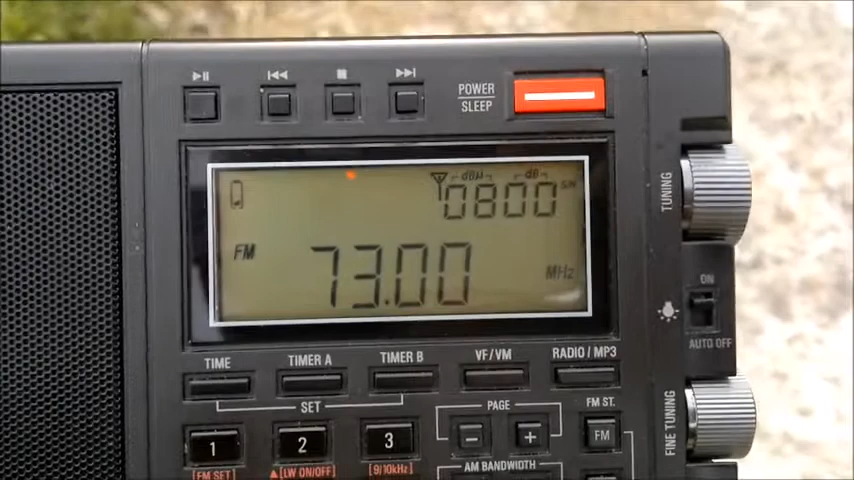 POWER
SLEEP
dBμ dB
0800 S/N
FM 73.00 MHz
TUNING
ON
AUTO OFF
TIME TIMER A TIMER B VF/VM RADIO / MP3
SET PAGE FM ST.
1 2 3 - + FM
FM SET LW ON/OFF 9/10kHz AM BANDWIDTH
FINE TUNING